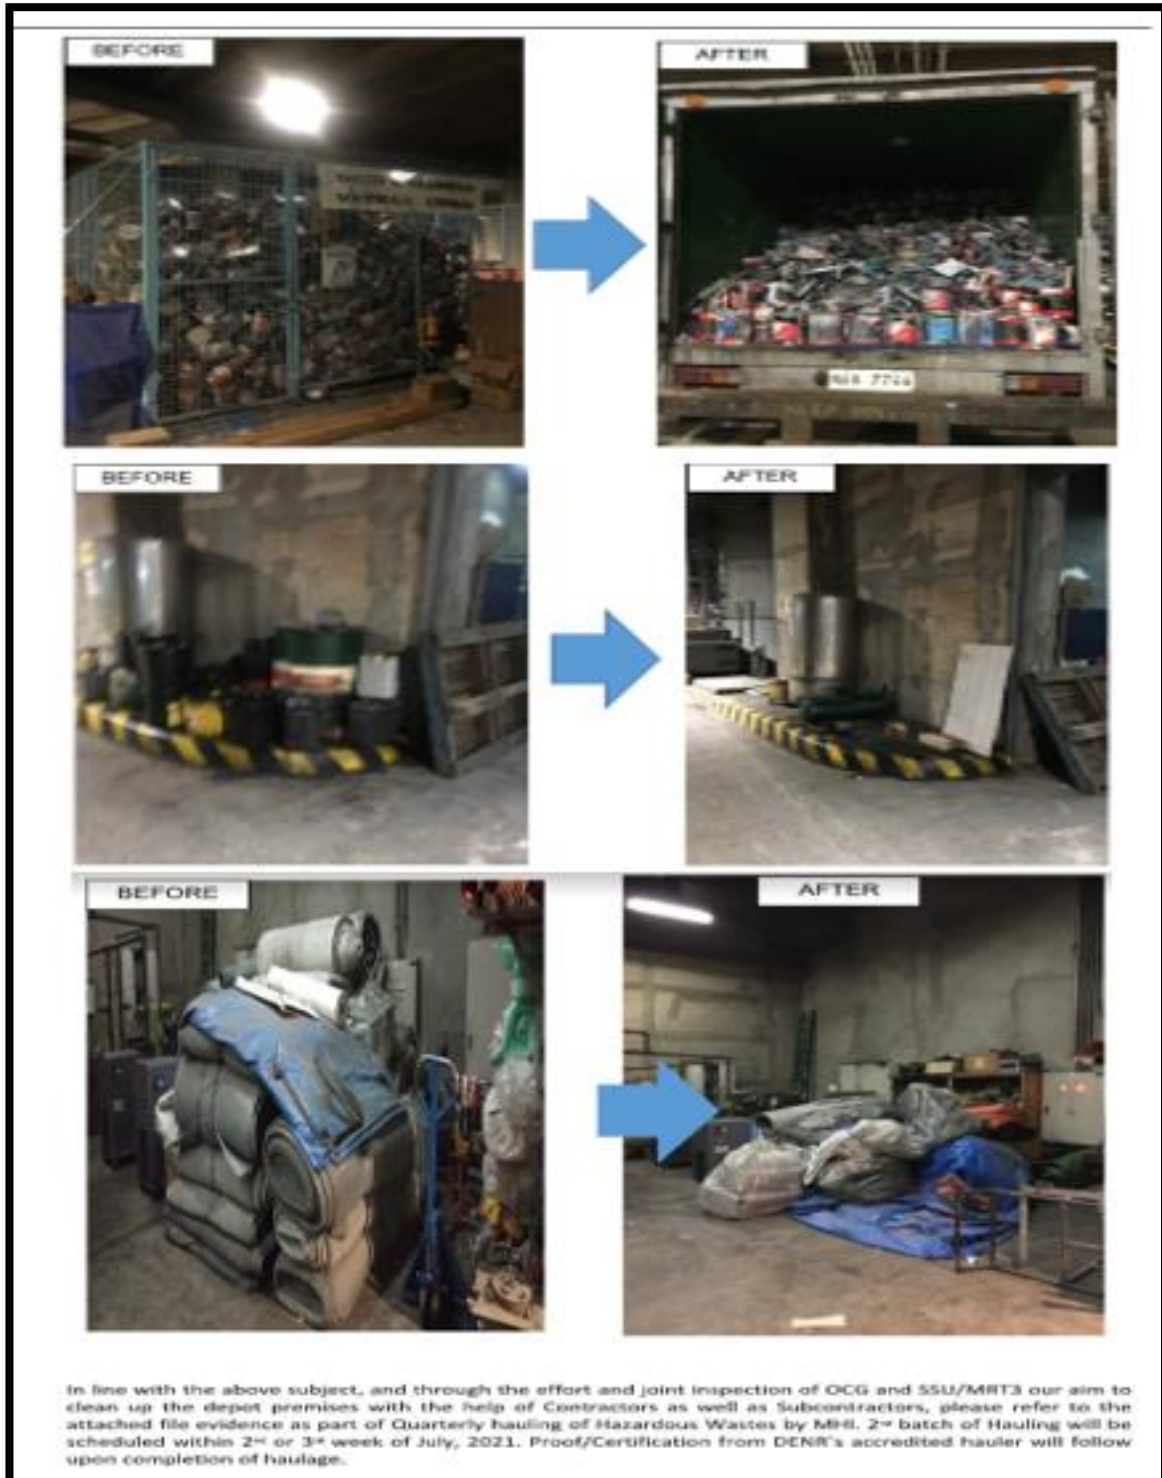 BEFORE
AFTER
BEFORE
AFTER
BEFORE
AFTER
In line with the above subject, and through the effort and joint inspection of OCG and SSU/MRT3 our aim to
clean up the depot premises with the help of Contractors as well as Subcontractors, please refer to the
attached file evidence as part of Quarterly hauling of Hazardous Wastes by MHI. 2nd batch of Hauling will be
scheduled within 2nd or 3rd week of July, 2021. Proof/Certification from DENR's accredited hauler will follow
upon completion of haulage.